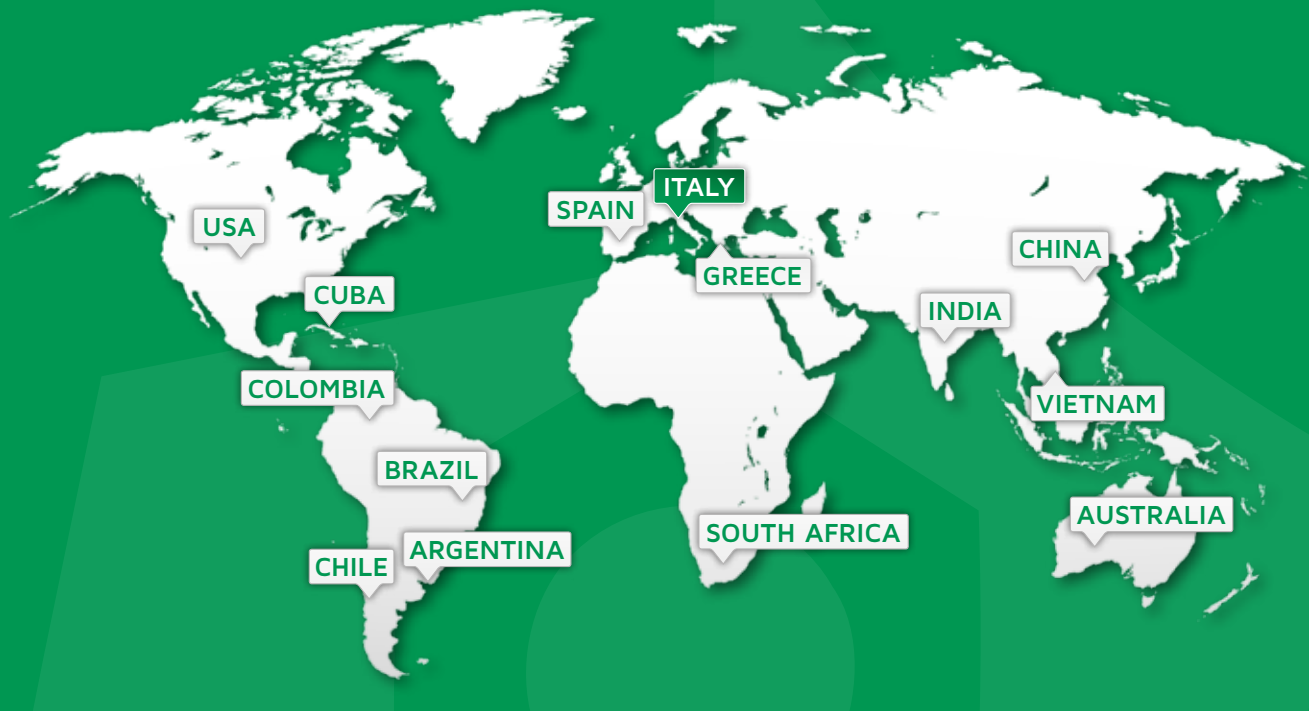 ITALY
SPAIN
USA
CHINA
GREECE
CUBA
INDIA
COLOMBIA
VIETNAM
BRAZIL
AUSTRALIA
SOUTH AFRICA
ARGENTINA
CHILE